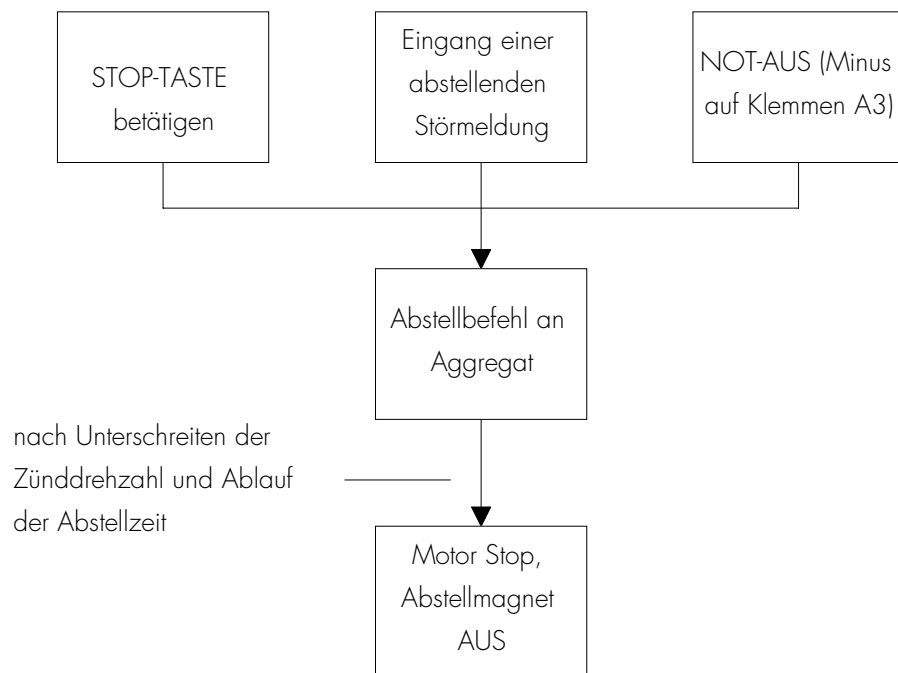 STOP-TASTE
betätigen
Eingang einer
abstellenden
Störmeldung
NOT-AUS (Minus
auf Klemmen A3)
Abstellbefehl an
Aggregat
nach Unterschreiten der
Zünddrehzahl und Ablauf
der Abstellzeit
Motor Stop,
Abstellmagnet
AUS